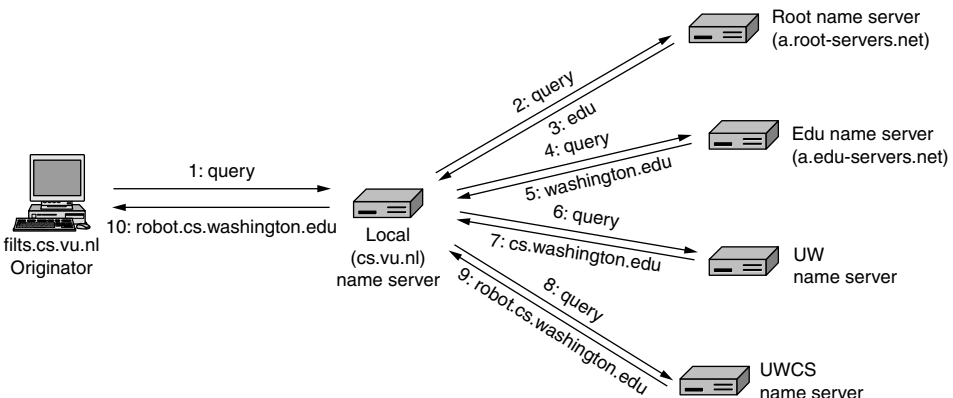 Root name server
(a.root-servers.net)
2: query
3: edu
4: query
5: washington.edu
Edu name server
(a.edu-servers.net)
1: query
10: robot.cs.washington.edu
filts.cs.vu.nl
Originator
Local
(cs.vu.nl)
name server
6: query
7: cs.washington.edu
UW
name server
8: query
9: robot.cs.washington.edu
UWCS
name server